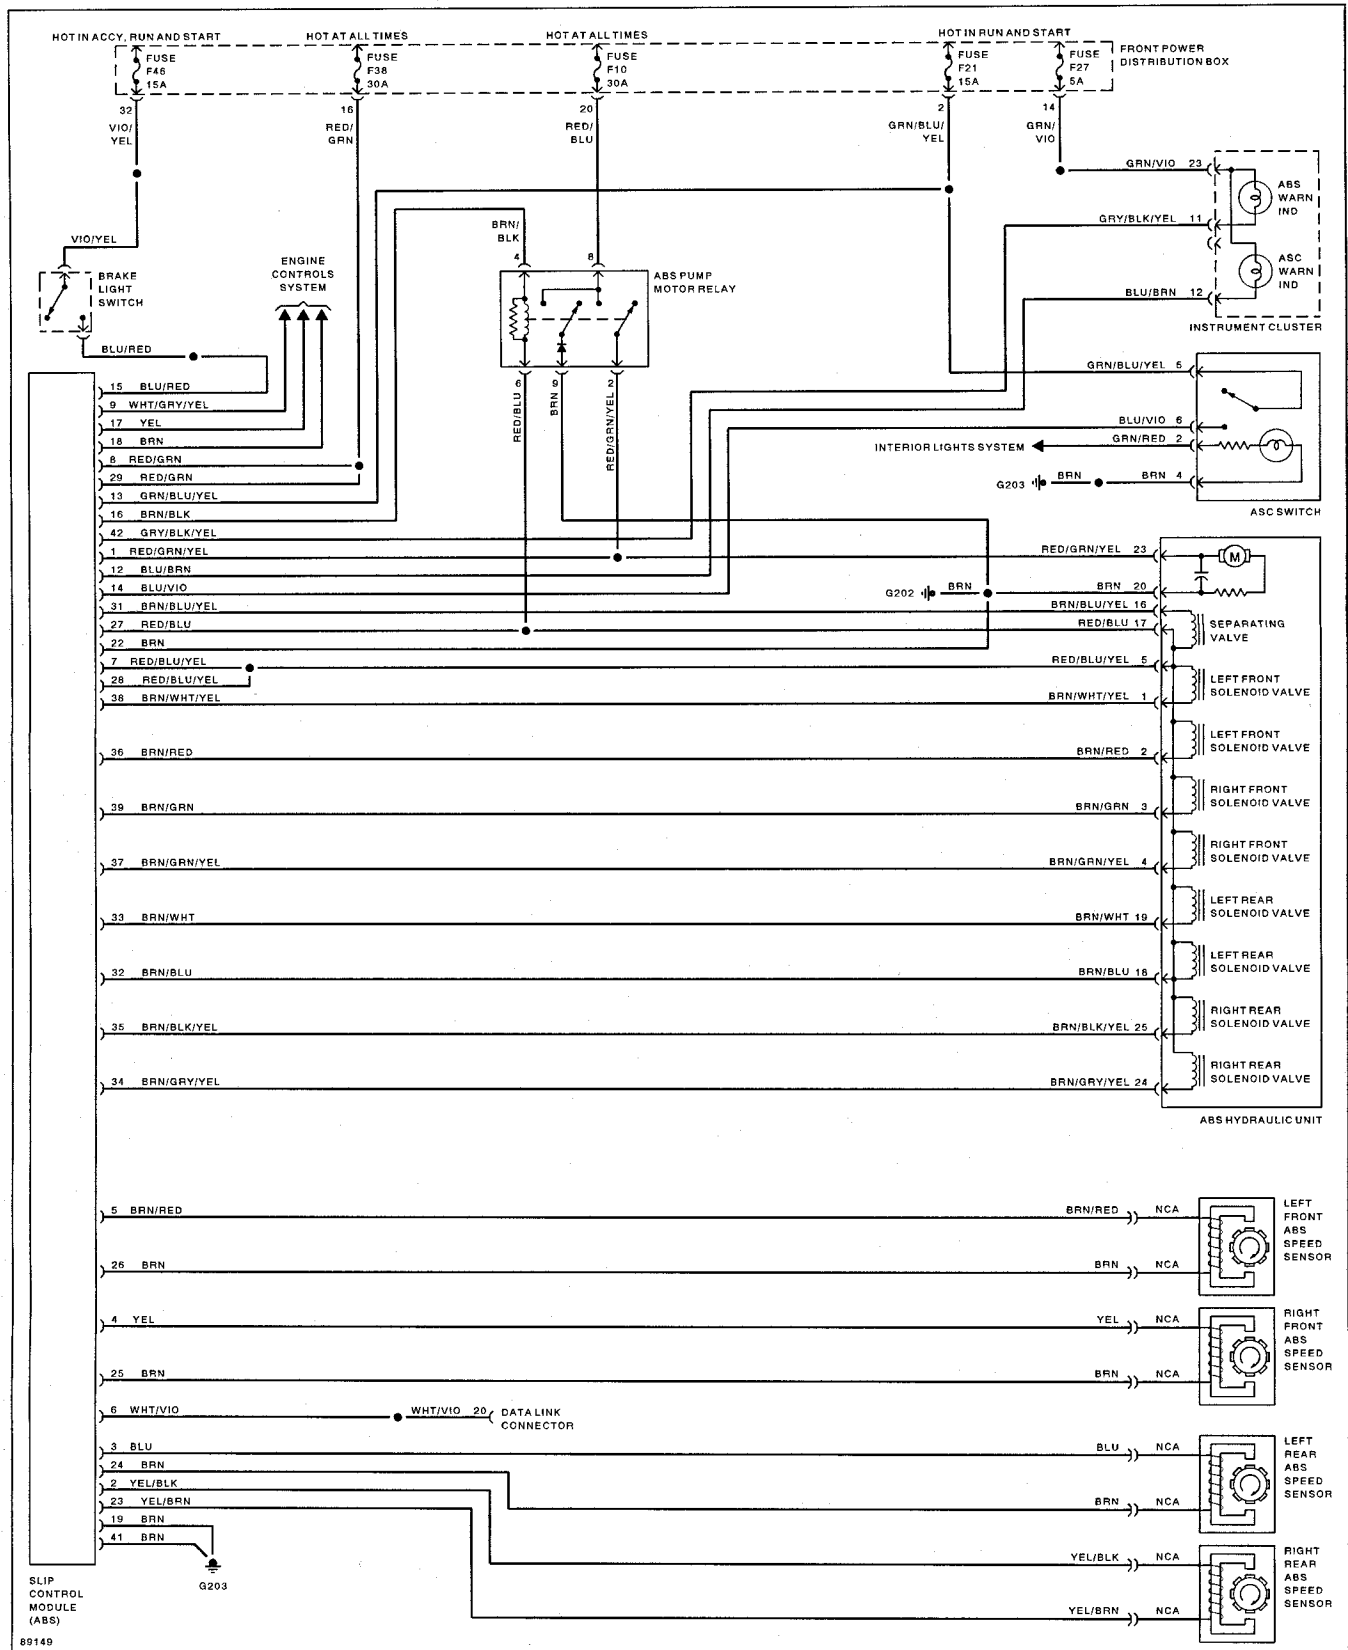 HOT IN ACCY, RUN AND START
HOT AT ALL TIMES
HOT AT ALL TIMES
HOT IN RUN AND START
FUSE
F46
15A
FUSE
F38
30A
FUSE
F10
30A
FUSE
F21
15A
FUSE
F27
5A
FRONT POWER
DISTRIBUTION BOX
32
VIO/
YEL
16
RED/
GRN
20
RED/
BLU
2
GRN/BLU/
YEL
14
GRN/
VIO
GRN/VIO 23
ABS
WARN
IND
GRY/BLK/YEL 11
ASC
WARN
IND
BLU/BRN 12
INSTRUMENT CLUSTER
VIO/YEL
BRAKE
LIGHT
SWITCH
BLU/RED
ENGINE
CONTROLS
SYSTEM
BRN/
BLK
4
8
ABS PUMP
MOTOR RELAY
6
9
2
RED/BLU
BRN
RED/GRN/YEL
GRN/BLU/YEL 5
BLU/VIO 6
INTERIOR LIGHTS SYSTEM
GRN/RED 2
G203
BRN
BRN 4
ASC SWITCH
15 BLU/RED
9 WHT/GRY/YEL
17 YEL
18 BRN
8 RED/GRN
29 RED/GRN
13 GRN/BLU/YEL
16 BRN/BLK
42 GRY/BLK/YEL
1 RED/GRN/YEL
12 BLU/BRN
14 BLU/VIO
31 BRN/BLU/YEL
27 RED/BLU
22 BRN
7 RED/BLU/YEL
28 RED/BLU/YEL
38 BRN/WHT/YEL
36 BRN/RED
39 BRN/GRN
37 BRN/GRN/YEL
33 BRN/WHT
32 BRN/BLU
35 BRN/BLK/YEL
34 BRN/GRY/YEL
RED/GRN/YEL 23
M
G202
BRN
BRN 20
BRN/BLU/YEL 16
RED/BLU 17
SEPARATING
VALVE
RED/BLU/YEL 5
LEFT FRONT
SOLENOID VALVE
BRN/WHT/YEL 1
LEFT FRONT
SOLENOID VALVE
BRN/RED 2
RIGHT FRONT
SOLENOID VALVE
BRN/GRN 3
RIGHT FRONT
SOLENOID VALVE
BRN/GRN/YEL 4
LEFT REAR
SOLENOID VALVE
BRN/WHT 19
LEFT REAR
SOLENOID VALVE
BRN/BLU 18
RIGHT REAR
SOLENOID VALVE
BRN/BLK/YEL 25
RIGHT REAR
SOLENOID VALVE
BRN/GRY/YEL 24
ABS HYDRAULIC UNIT
5 BRN/RED
BRN/RED
NCA
LEFT
FRONT
ABS
SPEED
SENSOR
26 BRN
BRN
NCA
4 YEL
YEL
NCA
RIGHT
FRONT
ABS
SPEED
SENSOR
25 BRN
BRN
NCA
6 WHT/VIO
WHT/VIO 20
DATA LINK
CONNECTOR
3 BLU
BLU
NCA
LEFT
REAR
ABS
SPEED
SENSOR
24 BRN
BRN
NCA
2 YEL/BLK
23 YEL/BRN
19 BRN
41 BRN
G203
YEL/BLK
NCA
RIGHT
REAR
ABS
SPEED
SENSOR
YEL/BRN
NCA
SLIP
CONTROL
MODULE
(ABS)
89149